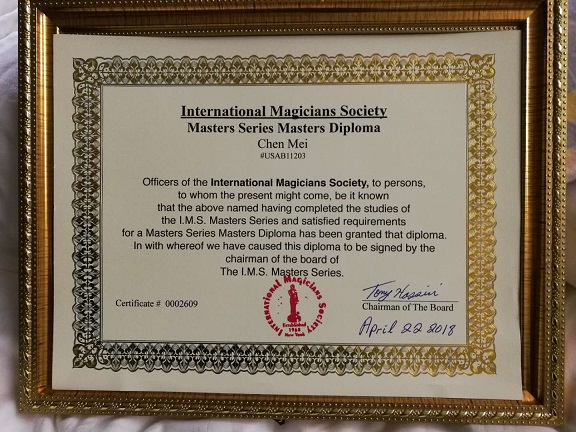 International Magicians Society
Masters Series Masters Diploma
Chen Mei
#USAB11203
Officers of the International Magicians Society, to persons,
to whom the present might come, be it known
that the above named having completed the studies of
the I.M.S. Masters Series and satisfied requirements
for a Masters Series Masters Diploma has been granted that diploma.
In with whereof we have caused this diploma to be signed by the
chairman of the board of
The I.M.S. Masters Series.
International Magicians Society
Established
1968
New York
Certificate # 0002609
Tony Hassini
Chairman of The Board
April 22 2018